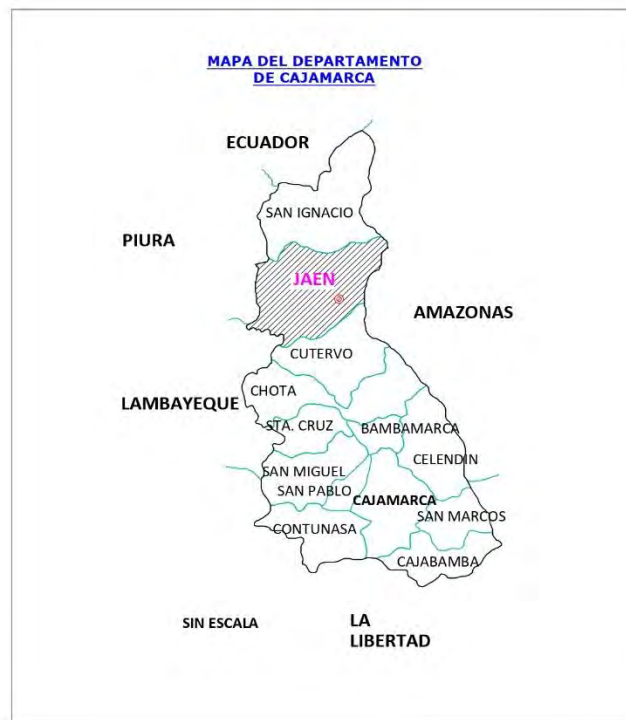 MAPA DEL DEPARTAMENTO
DE CAJAMARCA
ECUADOR
SAN IGNACIO
PIURA
JAEN
AMAZONAS
CUTERVO
CHOTA
LAMBAYEQUE
STA. CRUZ
BAMBAMARCA
CELENDIN
SAN MIGUEL
SAN PABLO
CAJAMARCA
SAN MARCOS
CONTUNASA
CAJABAMBA
SIN ESCALA
LA
LIBERTAD